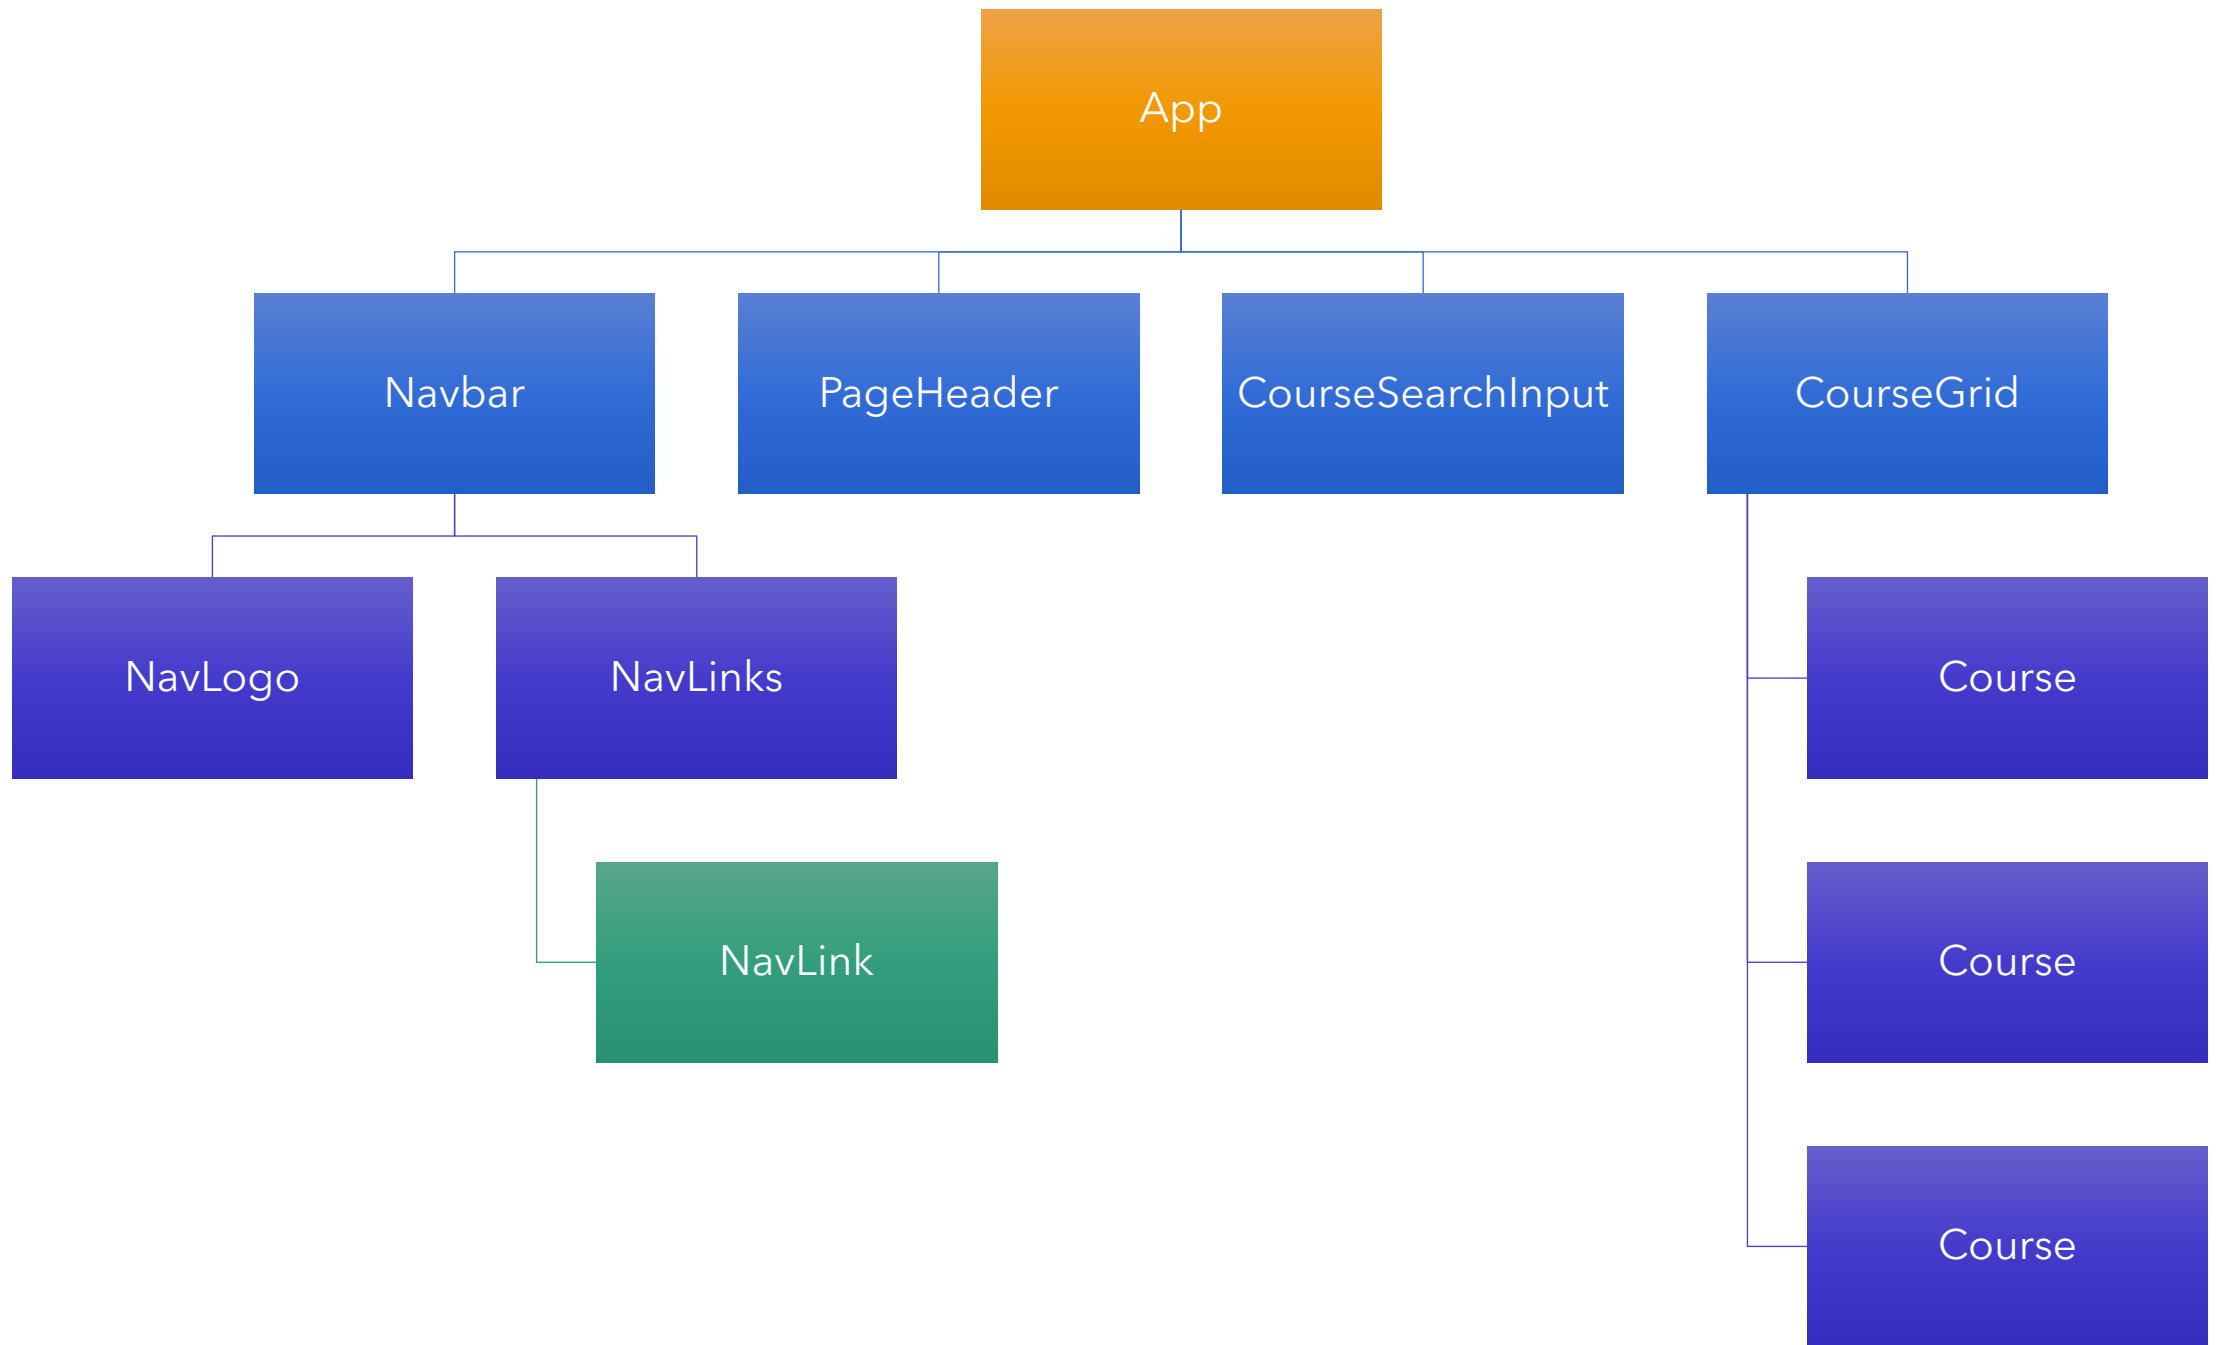 App
Navbar
PageHeader
CourseSearchInput
CourseGrid
NavLogo
NavLinks
Course
NavLink
Course
Course